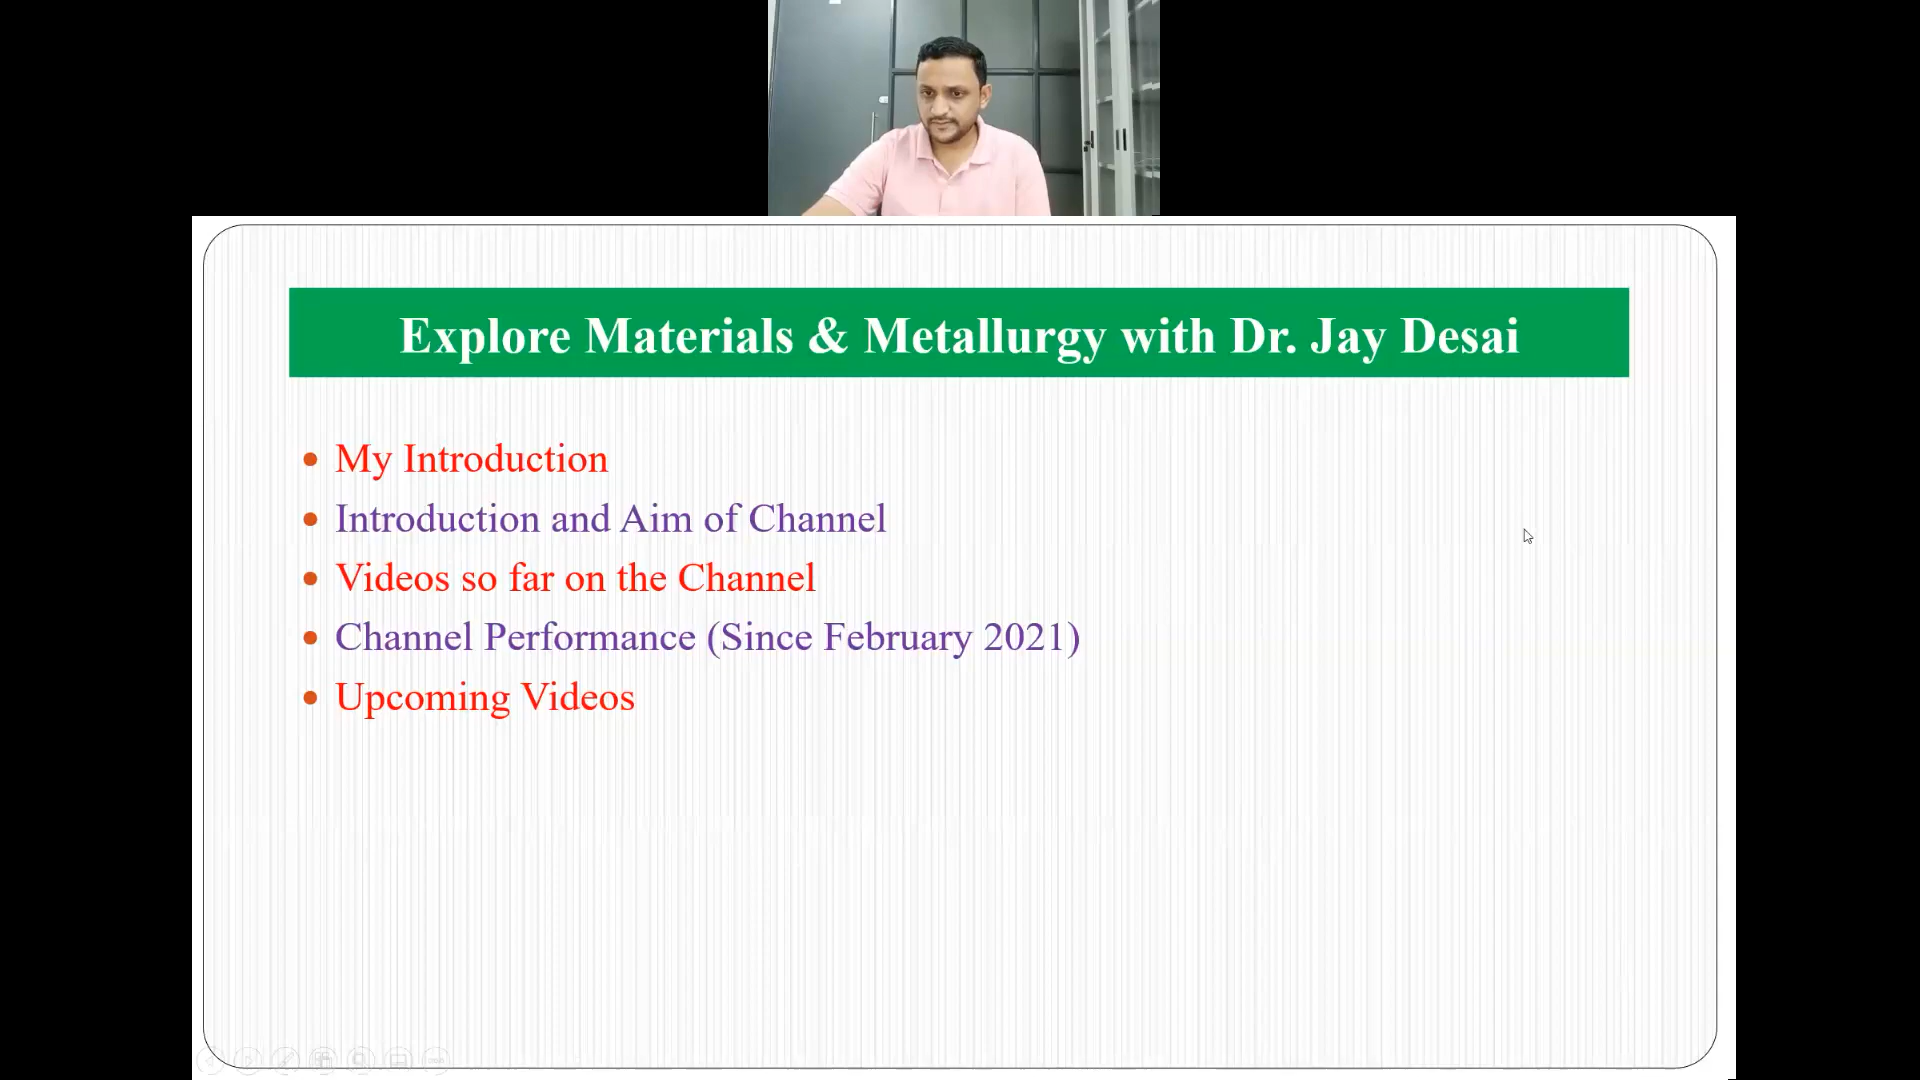 Explore Materials & Metallurgy with Dr. Jay Desai
• My Introduction
• Introduction and Aim of Channel
• Videos so far on the Channel
• Channel Performance (Since February 2021)
• Upcoming Videos